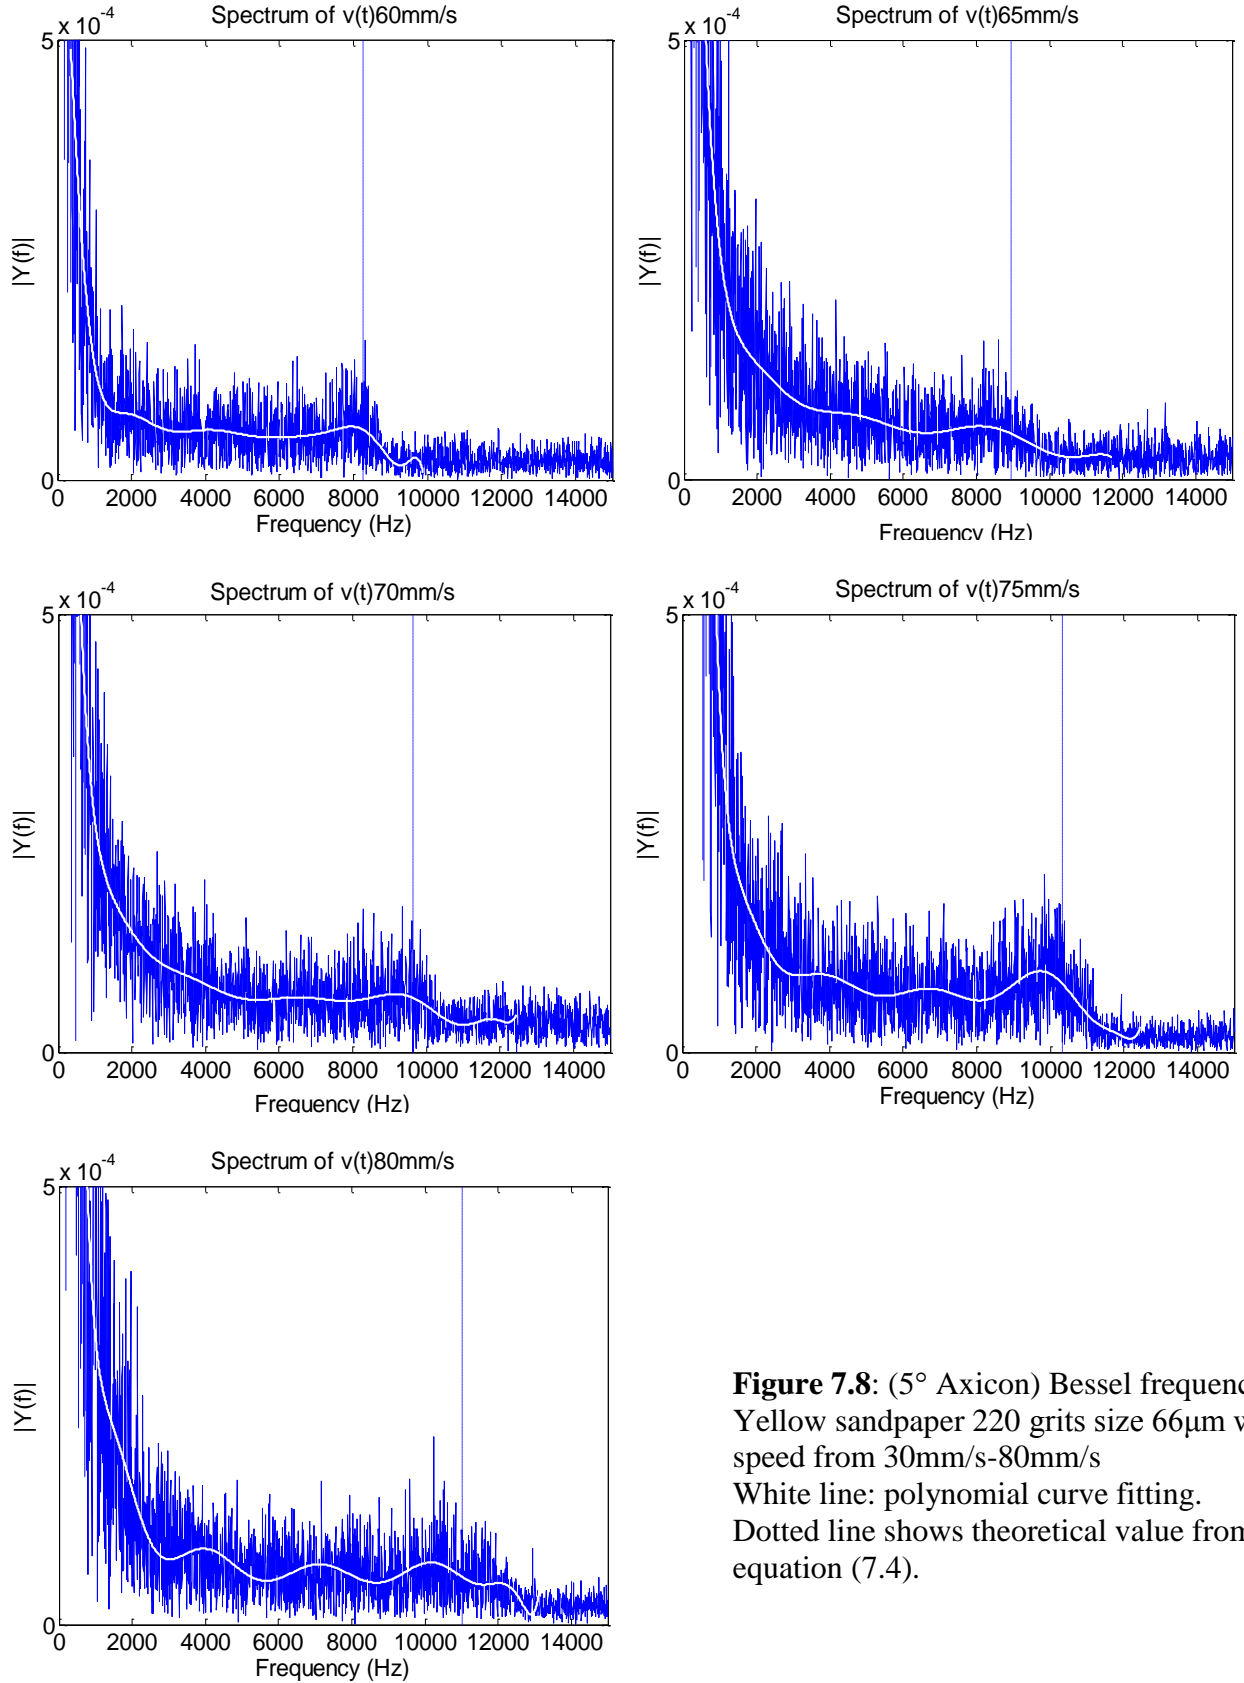 Spectrum of v(t)60mm/s
x 10^-4
5
|Y(f)|
0
0 2000 4000 6000 8000 10000 12000 14000
Frequency (Hz)
Spectrum of v(t)65mm/s
x 10^-4
5
|Y(f)|
0
0 2000 4000 6000 8000 10000 12000 14000
Frequency (Hz)
Spectrum of v(t)70mm/s
x 10^-4
5
|Y(f)|
0
0 2000 4000 6000 8000 10000 12000 14000
Frequency (Hz)
Spectrum of v(t)75mm/s
x 10^-4
5
|Y(f)|
0
0 2000 4000 6000 8000 10000 12000 14000
Frequency (Hz)
Spectrum of v(t)80mm/s
x 10^-4
5
|Y(f)|
0
0 2000 4000 6000 8000 10000 12000 14000
Frequency (Hz)
Figure 7.8: (5° Axicon) Bessel frequenc
Yellow sandpaper 220 grits size 66μm w
speed from 30mm/s-80mm/s
White line: polynomial curve fitting.
Dotted line shows theoretical value from
equation (7.4).